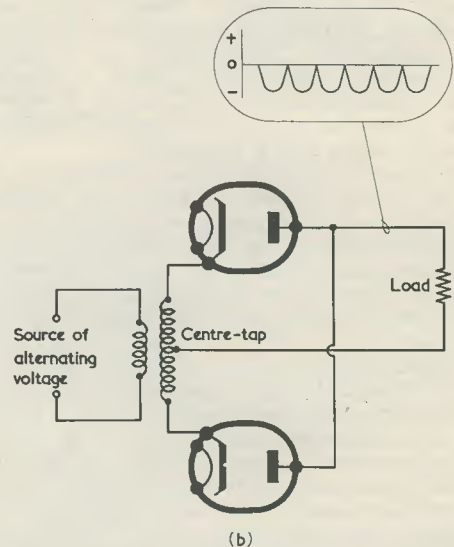 +
o
−
Load
Source of
alternating
voltage
Centre-tap
(b)